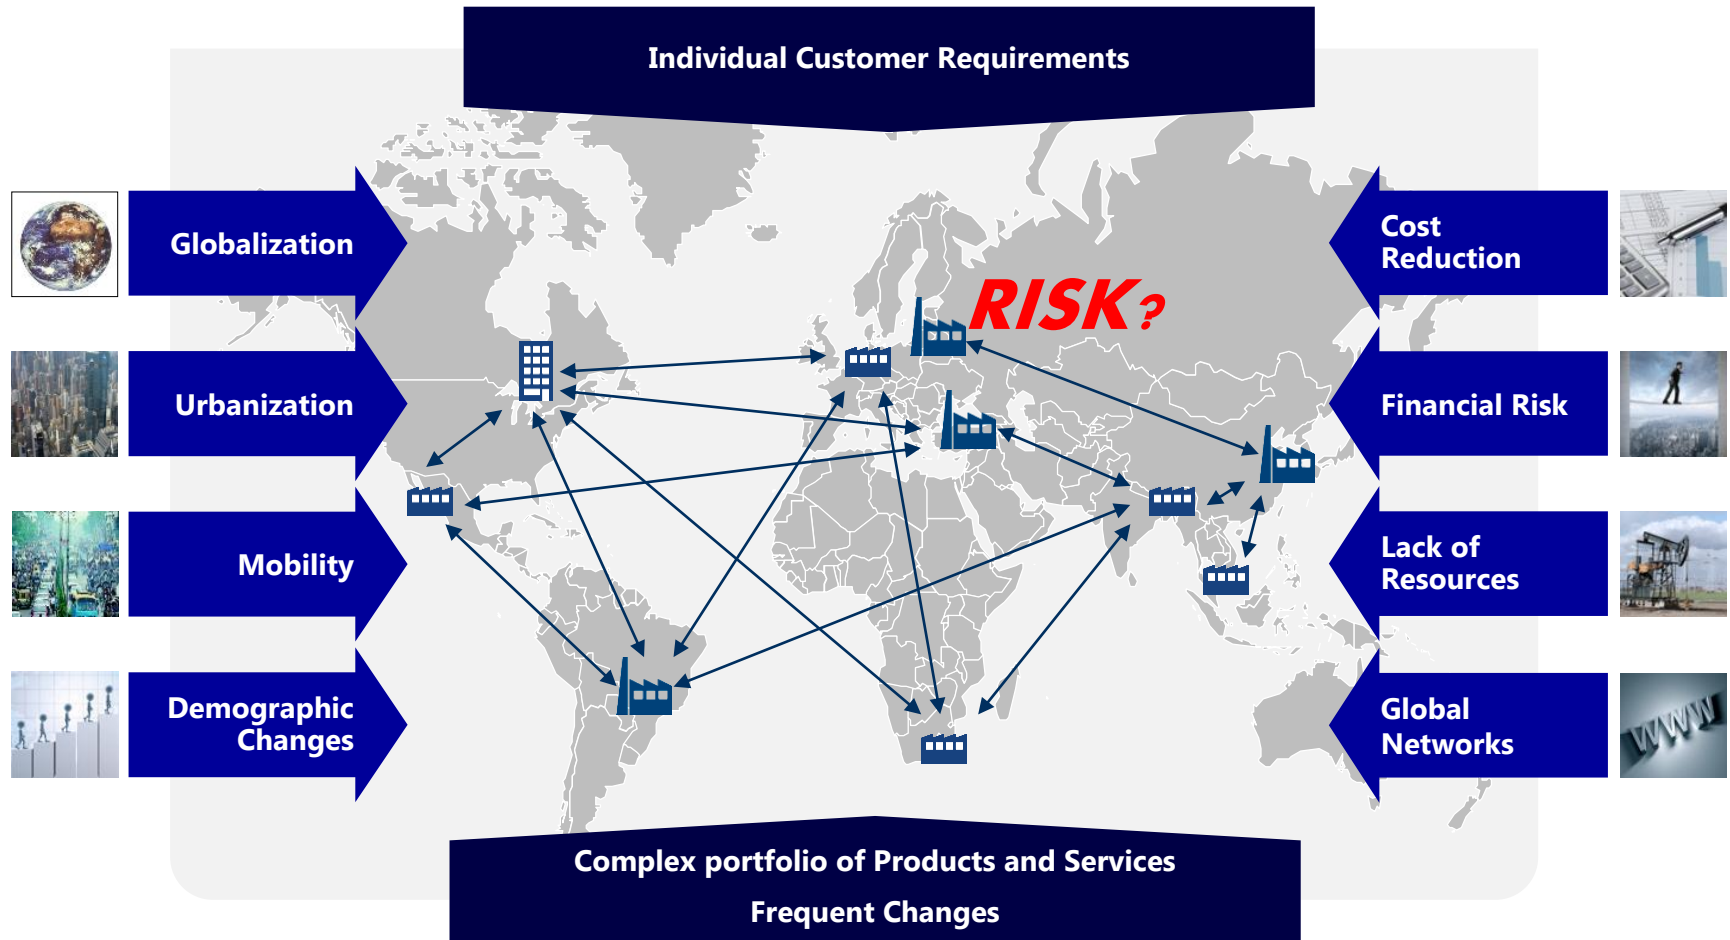 Individual Customer Requirements
Globalization
Urbanization
Mobility
Demographic
Changes
RISK?
Cost
Reduction
Financial Risk
Lack of
Resources
Global
Networks
WWW
Complex portfolio of Products and Services
Frequent Changes